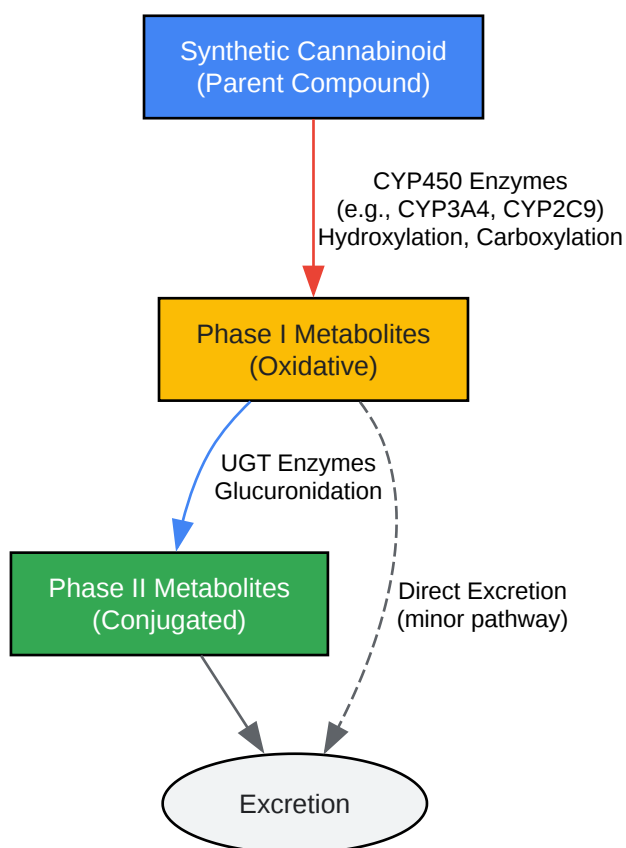 Synthetic Cannabinoid
(Parent Compound)
CYP450 Enzymes
(e.g., CYP3A4, CYP2C9)
Hydroxylation, Carboxylation
Phase I Metabolites
(Oxidative)
UGT Enzymes
Glucuronidation
Phase II Metabolites
(Conjugated)
Direct Excretion
(minor pathway)
Excretion